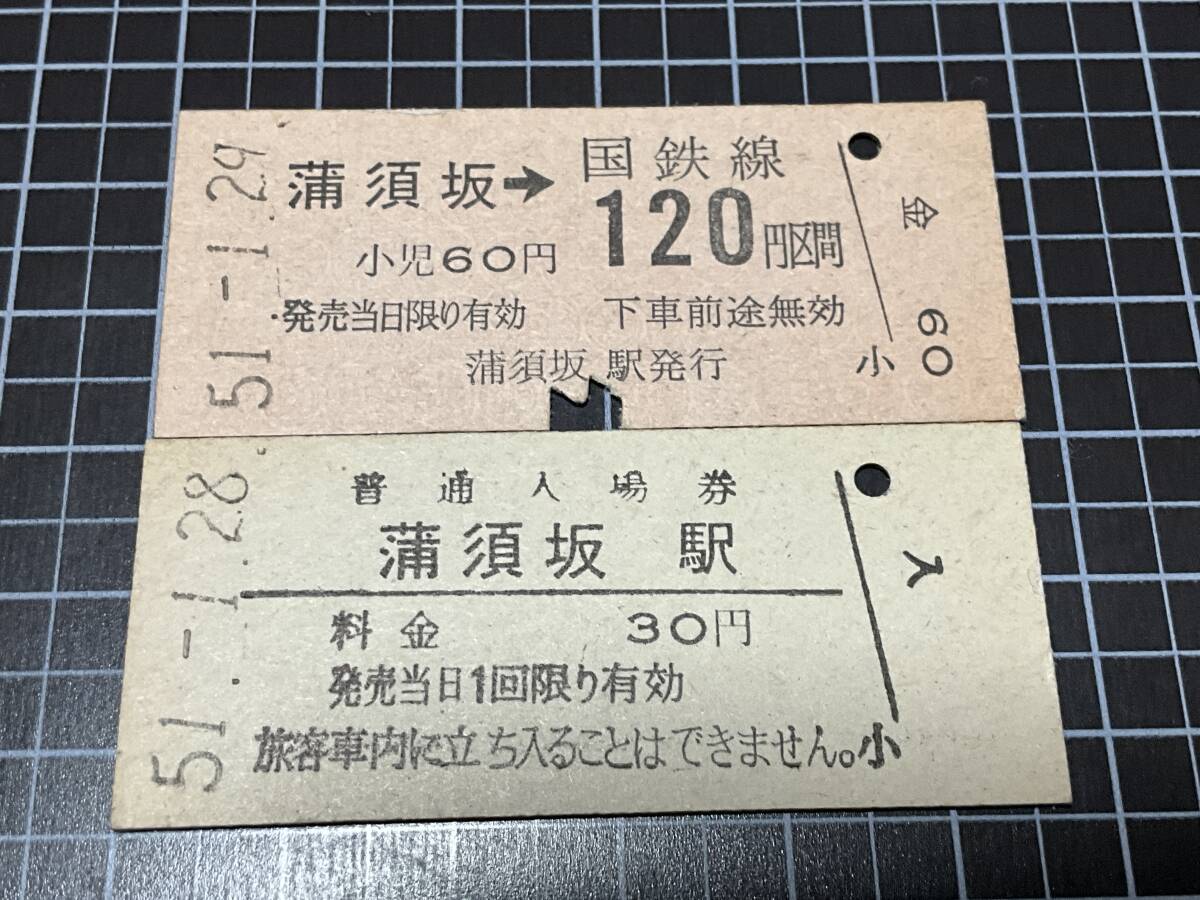 51-1.29
蒲須坂→国鉄線
120円区間
小児60円
発売当日限り有効 下車前途無効
蒲須坂駅発行
金
60
小
51-1.28
普通入場券
蒲須坂駅
料金 30円
発売当日1回限り有効
旅客車内に立ち入ることはできません。
入
小